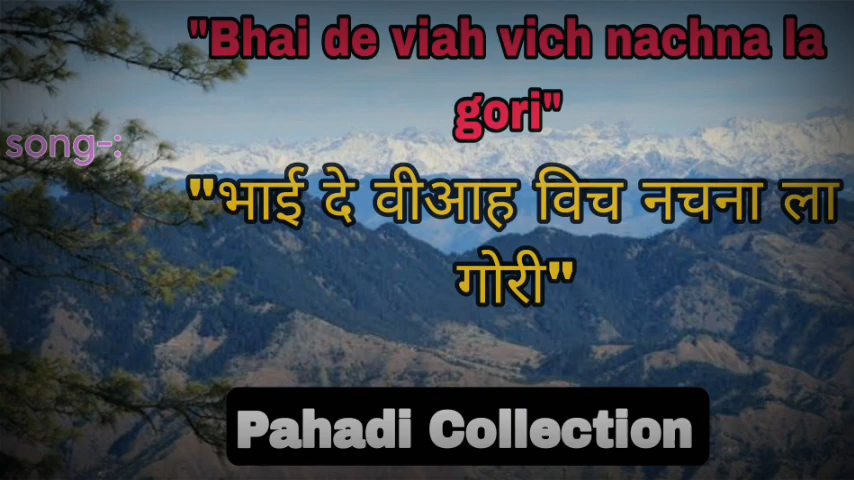 "Bhai de viah vich nachna la
gori"
song-:
"भाई दे वीआह विच नचना ला
गोरी"
Pahadi Collection